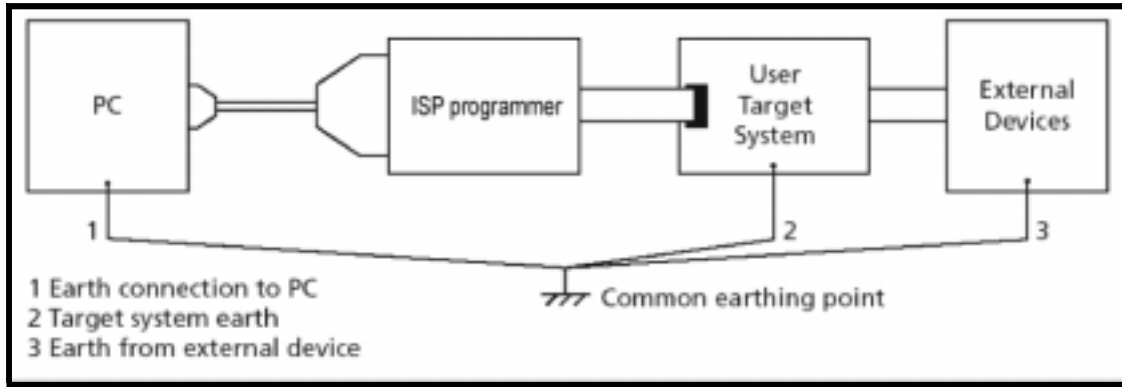 PC
ISP programmer
User
Target
System
External
Devices
1
2
3
Common earthing point
1 Earth connection to PC
2 Target system earth
3 Earth from external device